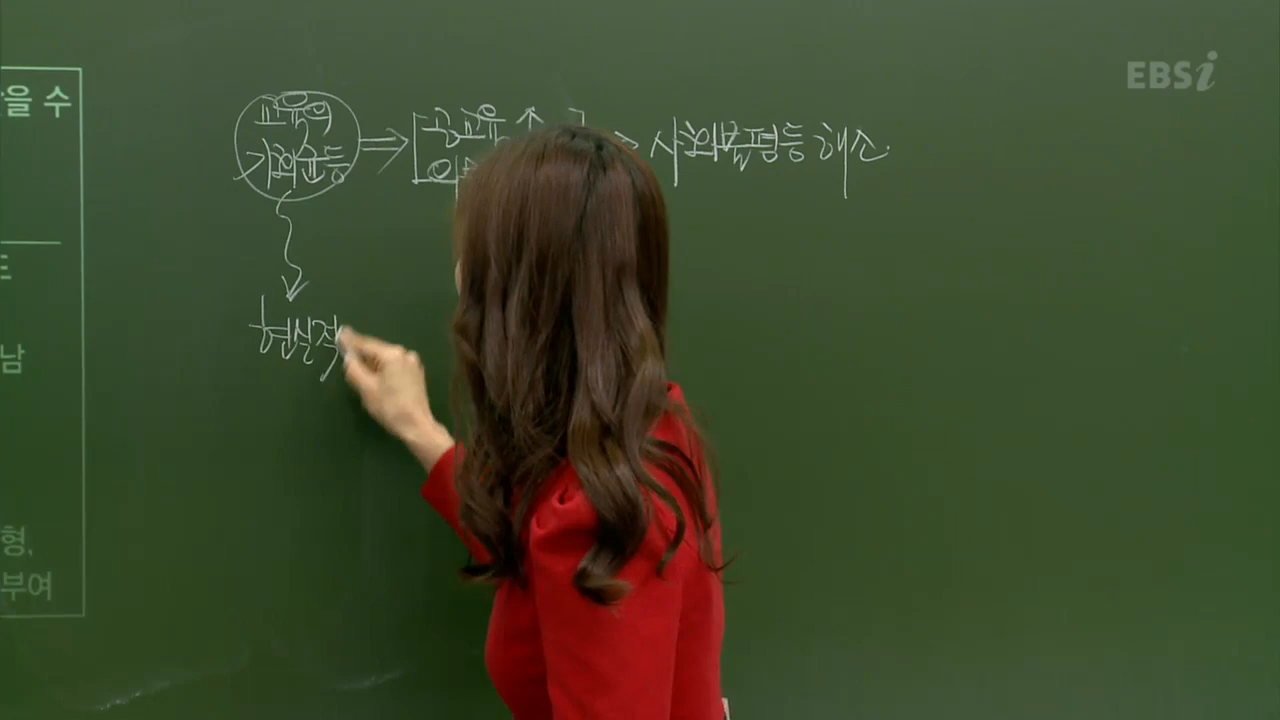 EBSi
을 수
남
형,
부여
교육의
기회균등
⇒
공교육 ↑
사회불평등 해소.
현실적